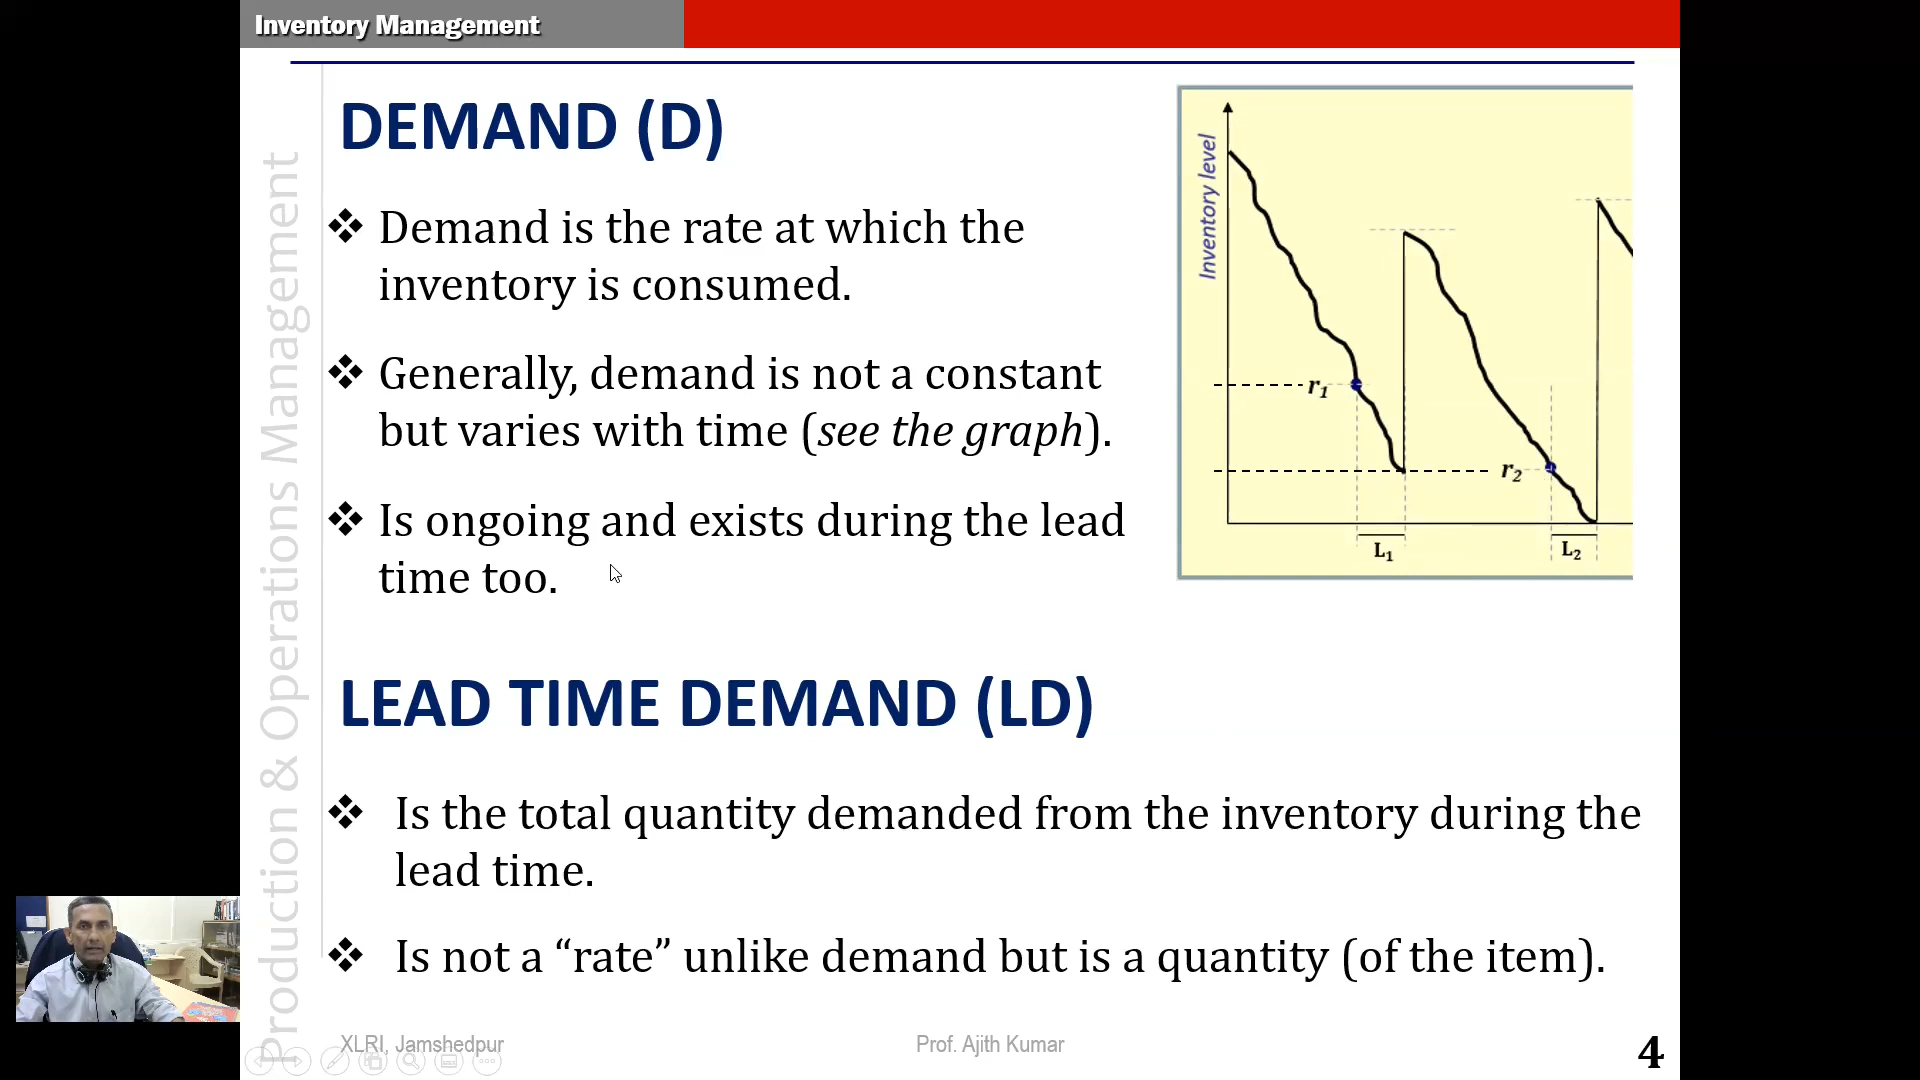 Inventory Management
Production & Operations Management
DEMAND (D)
❖ Demand is the rate at which the
inventory is consumed.
❖ Generally, demand is not a constant
but varies with time (see the graph).
❖ Is ongoing and exists during the lead
time too.
Inventory level
r₁
r₂
L₁
L₂
LEAD TIME DEMAND (LD)
❖ Is the total quantity demanded from the inventory during the
lead time.
❖ Is not a “rate” unlike demand but is a quantity (of the item).
XLRI, Jamshedpur
Prof. Ajith Kumar
4